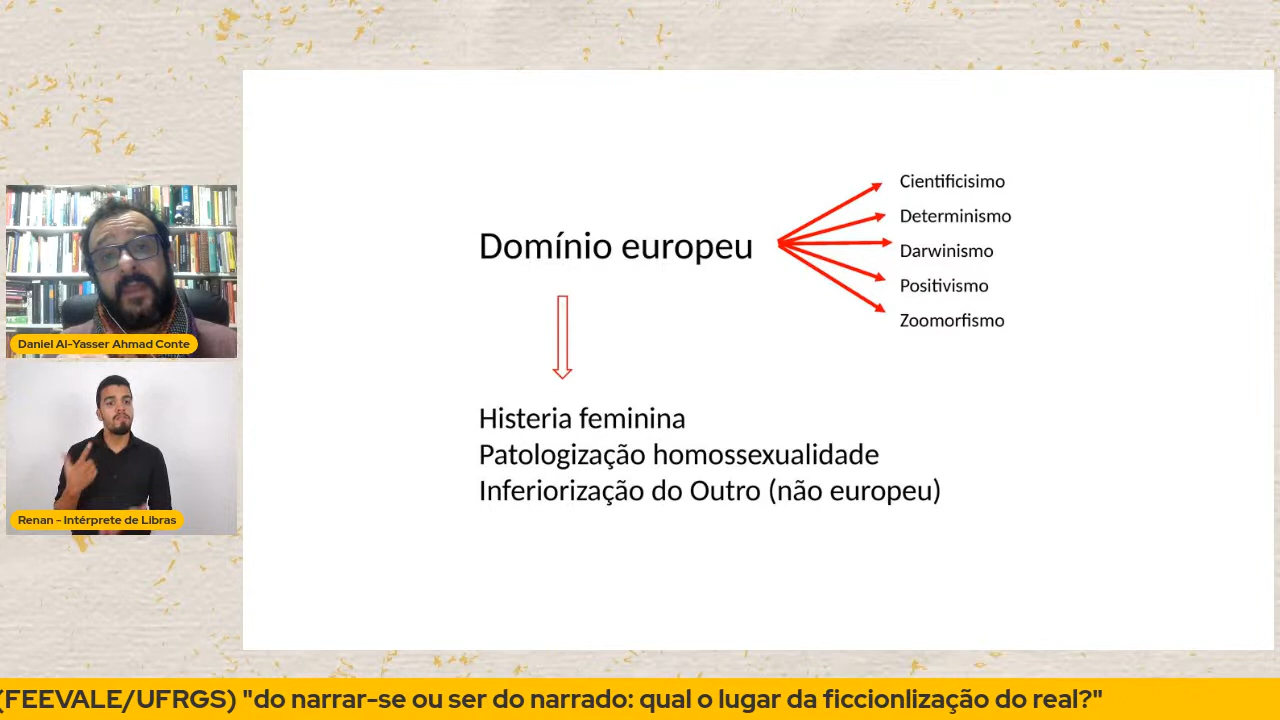 Domínio europeu
Cientificisimo
Determinismo
Darwinismo
Positivismo
Zoomorfismo
Histeria feminina
Patologização homossexualidade
Inferiorização do Outro (não europeu)
Daniel Al-Yasser Ahmad Conte
Renan - Intérprete de Libras
(FEEVALE/UFRGS) "do narrar-se ou ser do narrado: qual o lugar da ficcionlização do real?"